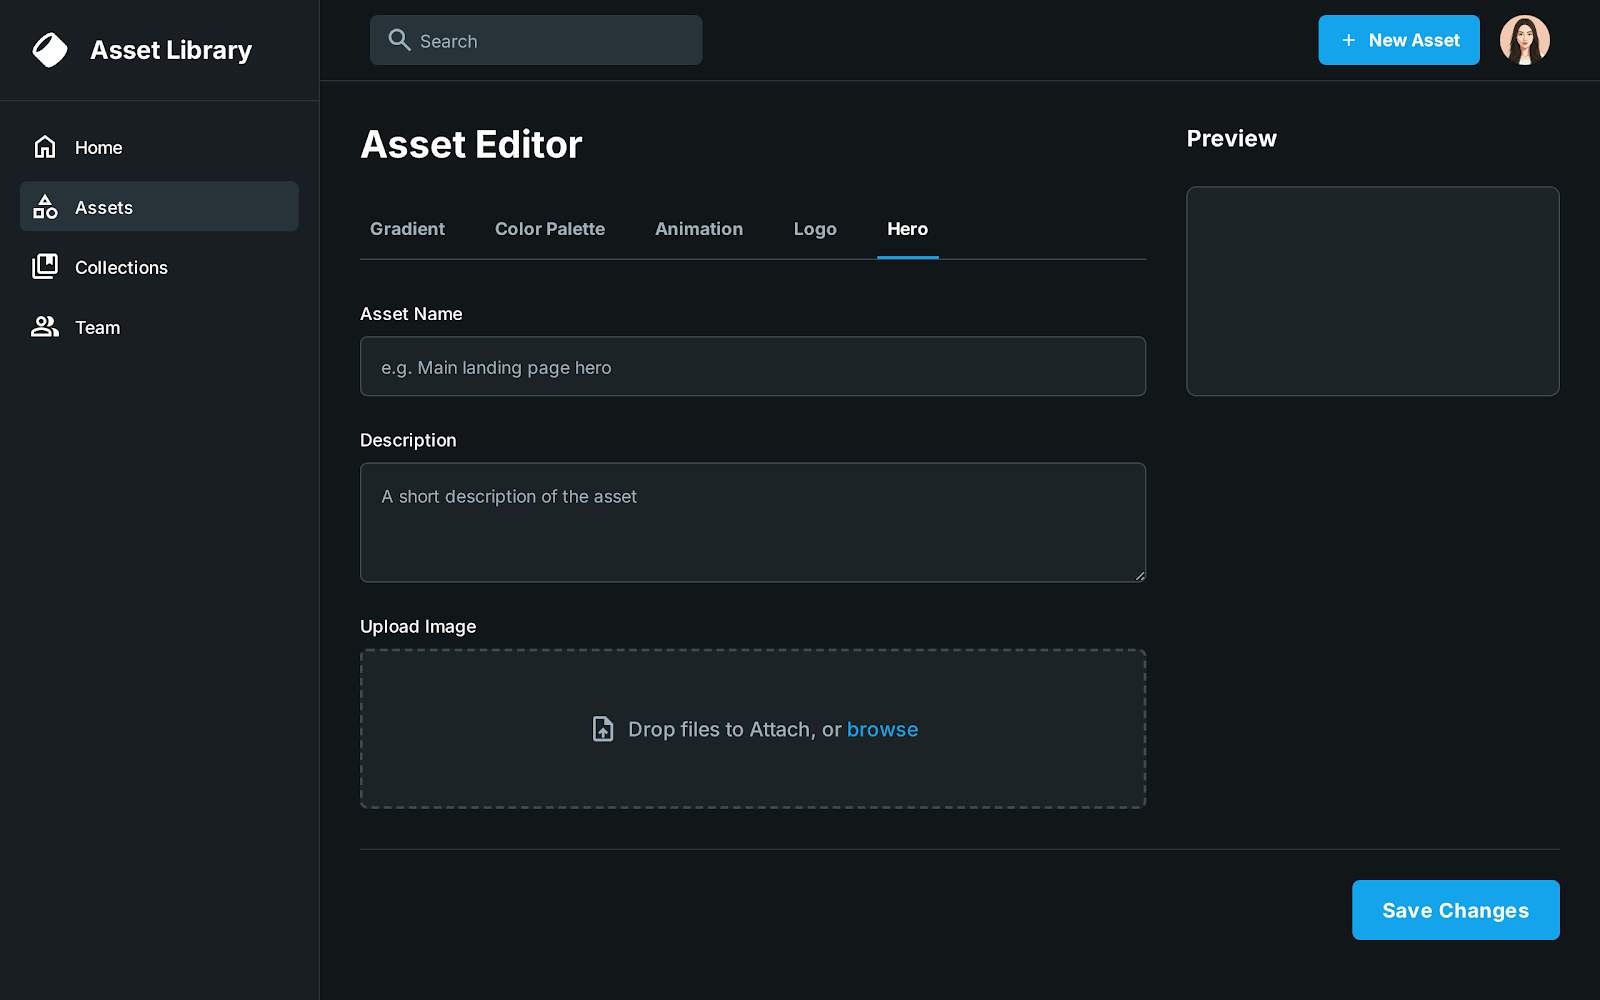 Asset Library
Home
Assets
Collections
Team
Search
+ New Asset
Asset Editor
Gradient
Color Palette
Animation
Logo
Hero
Asset Name
e.g. Main landing page hero
Description
A short description of the asset
Upload Image
Drop files to Attach, or browse
Preview
Save Changes